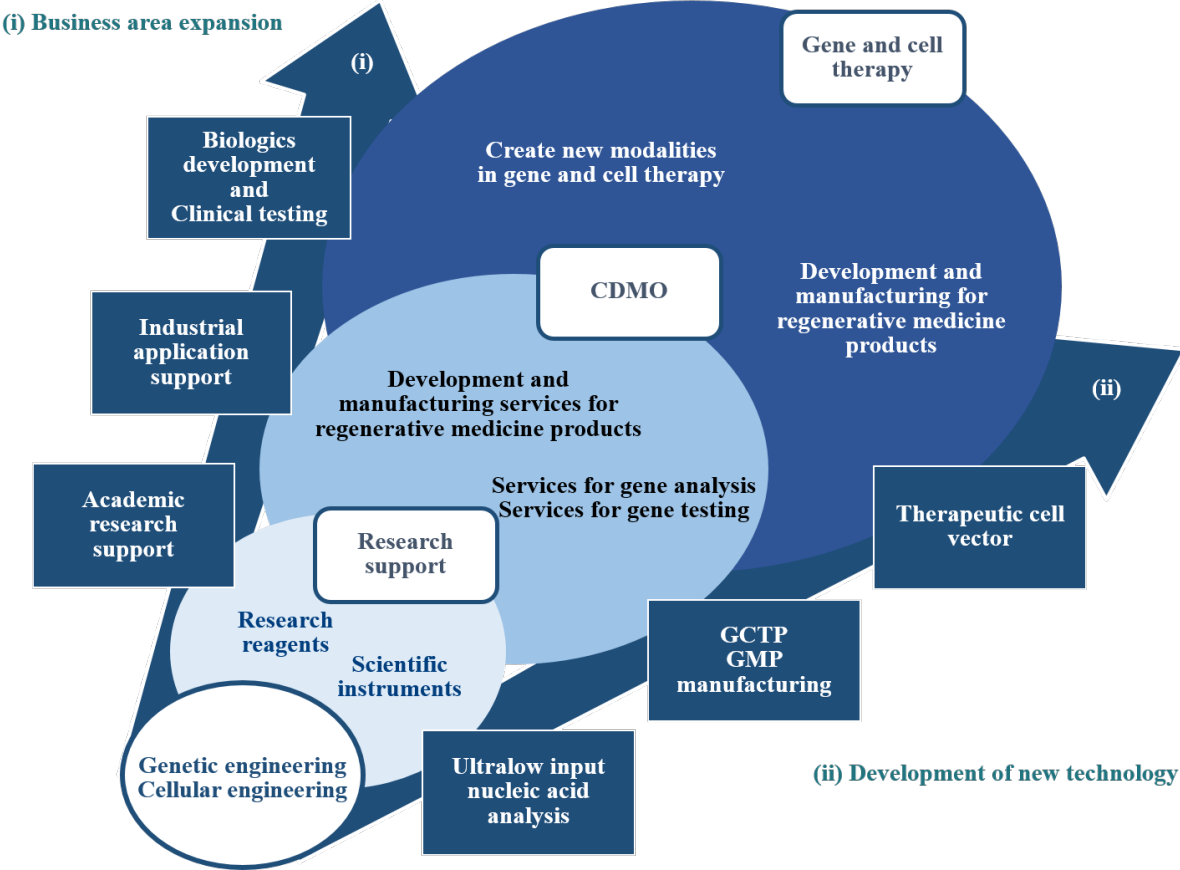 (i) Business area expansion
(i)
Gene and cell
therapy
Biologics
development
and
Clinical testing
Create new modalities
in gene and cell therapy
CDMO
Development and
manufacturing for
regenerative medicine
products
Industrial
application
support
Development and
manufacturing services for
regenerative medicine products
(ii)
Academic
research
support
Services for gene analysis
Services for gene testing
Therapeutic cell
vector
Research
support
Research
reagents
Scientific
instruments
GCTP
GMP
manufacturing
Genetic engineering
Cellular engineering
Ultralow input
nucleic acid
analysis
(ii) Development of new technology